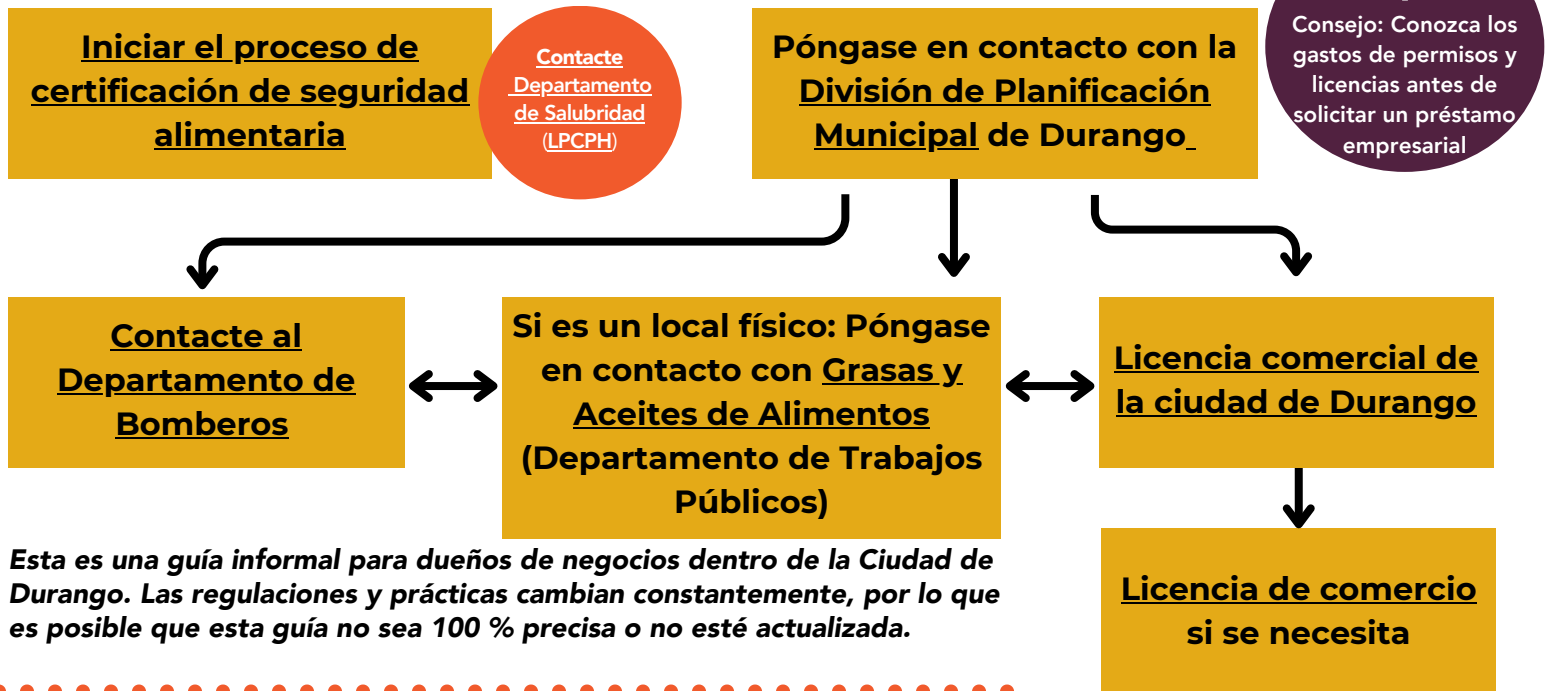 Iniciar el proceso de
certificación de seguridad
alimentaria
Contacte
Departamento
de Salubridad
(LPCPH)
Póngase en contacto con la
División de Planificación
Municipal de Durango
Consejo: Conozca los
gastos de permisos y
licencias antes de
solicitar un préstamo
empresarial
Contacte al
Departamento de
Bomberos
Si es un local físico: Póngase
en contacto con Grasas y
Aceites de Alimentos
(Departamento de Trabajos
Públicos)
Licencia comercial de
la ciudad de Durango
Licencia de comercio
si se necesita
Esta es una guía informal para dueños de negocios dentro de la Ciudad de
Durango. Las regulaciones y prácticas cambian constantemente, por lo que
es posible que esta guía no sea 100 % precisa o no esté actualizada.